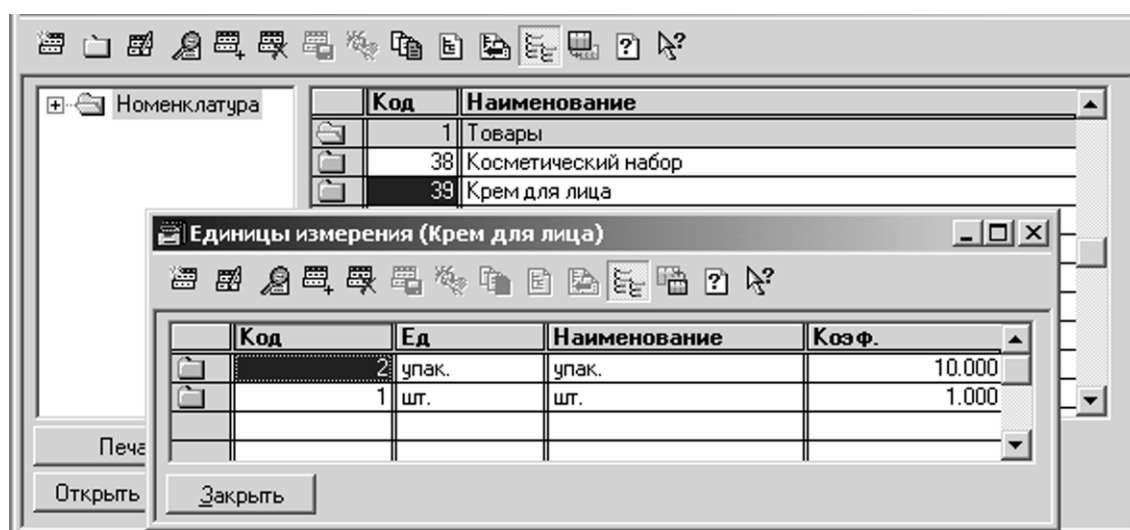 Номенклатура
Код Наименование
1 Товары
38 Косметический набор
39 Крем для лица
Единицы измерения (Крем для лица)
Код Ед Наименование Коэф.
2 упак. упак. 10.000
1 шт. шт. 1.000
Печа
Открыть
Закрыть